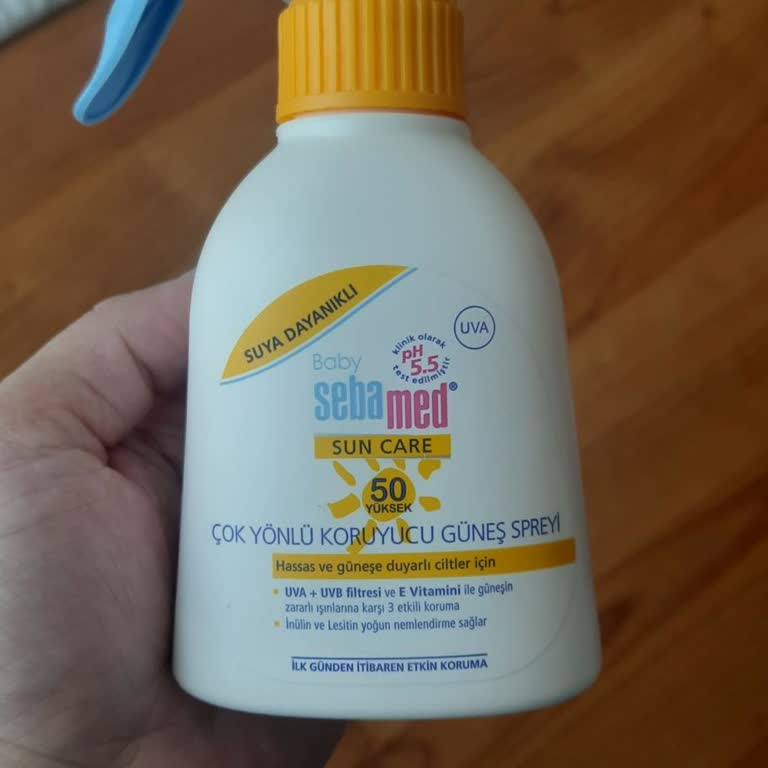 SUYA DAYANIKLI
UVA
klinik olarak
pH
5.5
test edilmiştir
Baby
sebamed®
SUN CARE
50
YÜKSEK
ÇOK YÖNLÜ KORUYUCU GÜNEŞ SPREYİ
Hassas ve güneşe duyarlı ciltler için
• UVA + UVB filtresi ve E Vitamini ile güneşin
zararlı ışınlarına karşı 3 etkili koruma
• İnülin ve Lesitin yoğun nemlendirme sağlar
İLK GÜNDEN İTİBAREN ETKİN KORUMA